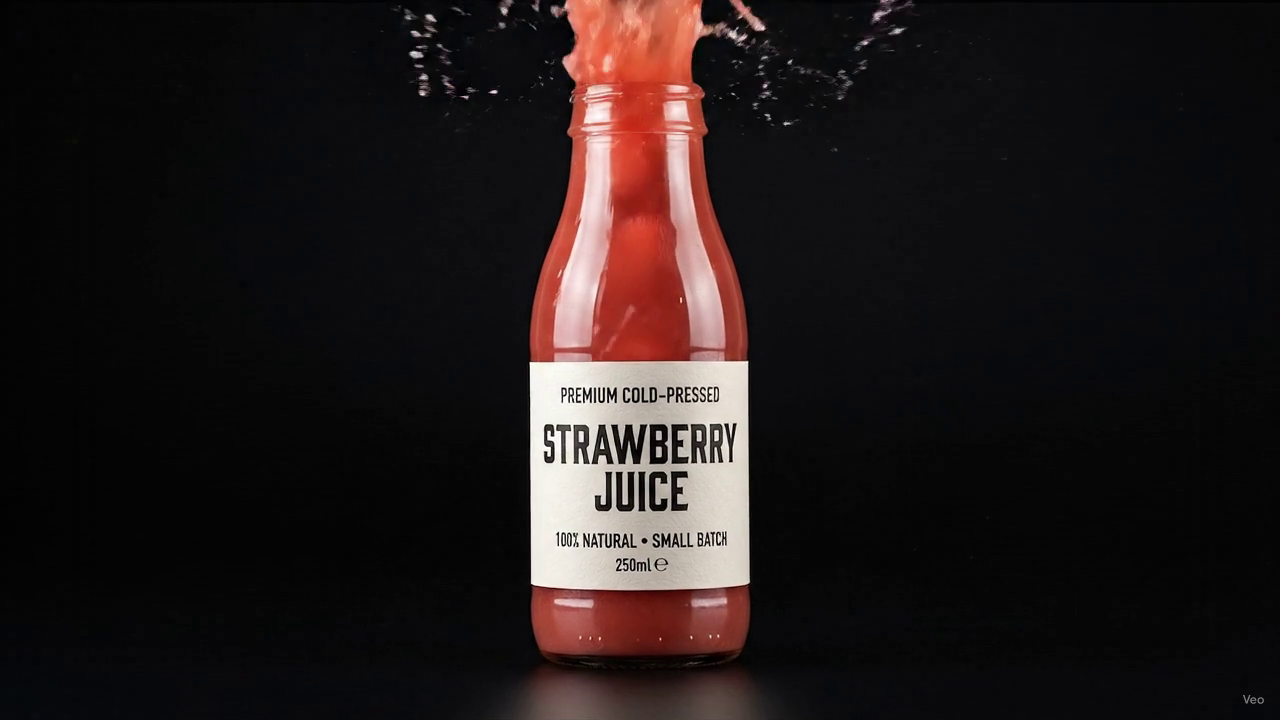 PREMIUM COLD-PRESSED
STRAWBERRY
JUICE
100% NATURAL • SMALL BATCH
250ml ℮
Veo